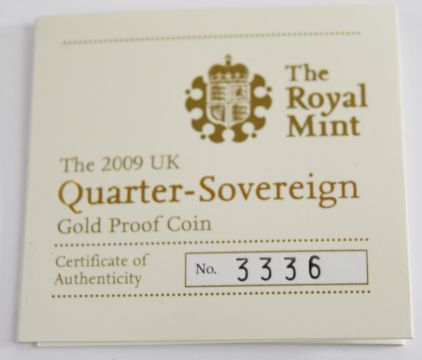 The
Royal
Mint
The 2009 UK
Quarter-Sovereign
Gold Proof Coin
Certificate of
Authenticity
No. 3336